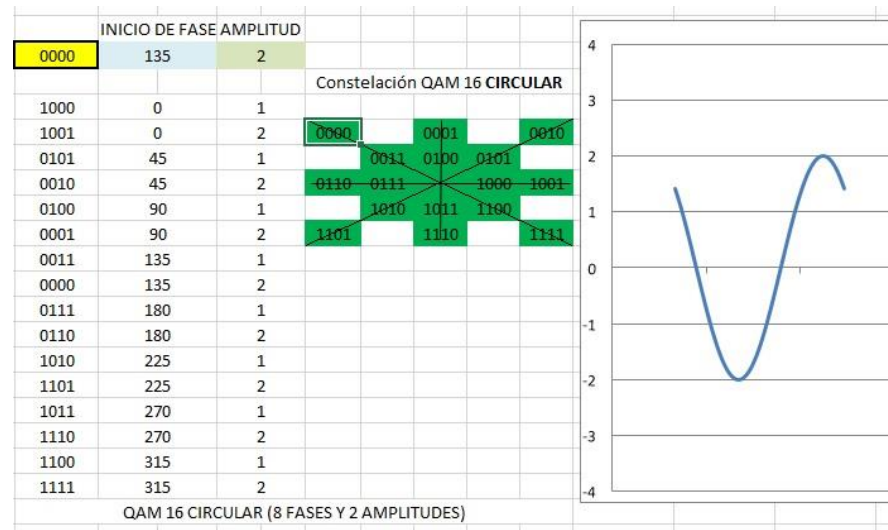 INICIO DE FASE AMPLITUD
0000 135 2
Constelación QAM 16 CIRCULAR
1000 0 1
1001 0 2 0000 0001 0010
0101 45 1 0011 0100 0101
0010 45 2 0110 0111 1000 1001
0100 90 1 1010 1011 1100
0001 90 2 1101 1110 1111
0011 135 1
0000 135 2
0111 180 1
0110 180 2
1010 225 1
1101 225 2
1011 270 1
1110 270 2
1100 315 1
1111 315 2
QAM 16 CIRCULAR (8 FASES Y 2 AMPLITUDES)
4
3
2
1
0
-1
-2
-3
-4